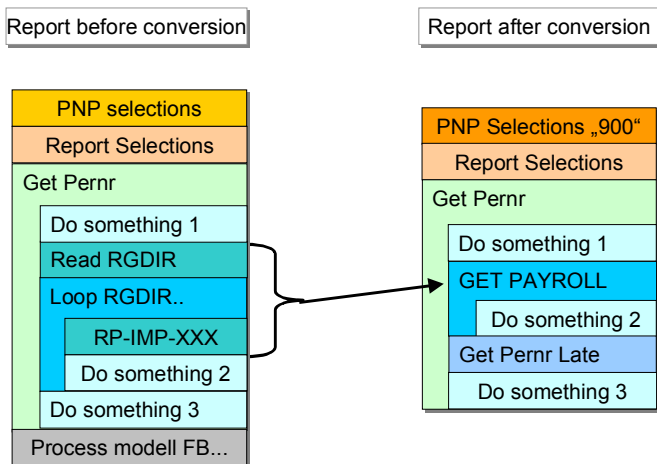 Report before conversion
Report after conversion
PNP selections
Report Selections
Get Pernr
Do something 1
Read RGDIR
Loop RGDIR..
RP-IMP-XXX
Do something 2
Do something 3
Process modell FB...
PNP Selections „900“
Report Selections
Get Pernr
Do something 1
GET PAYROLL
Do something 2
Get Pernr Late
Do something 3